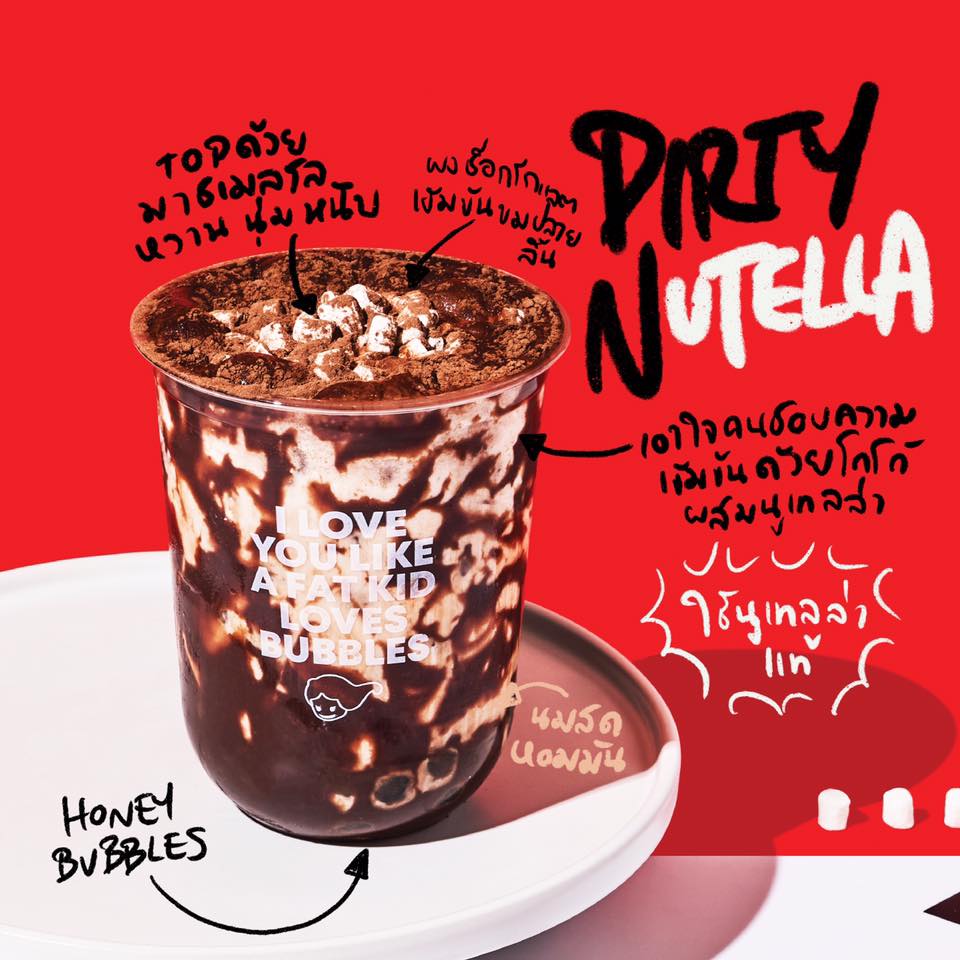 DIRTY
NUTELLA
TOPด้วย
มาชเมลโล
หวาน นุ่ม หนึบ
ผงช็อกโกแลต
เข้มข้นขมปลาย
ลิ้น
เอาใจคนชอบความ
เข้มข้นด้วยโกโก้
ผสมนูเทลล่า
ใช้นูเทลล่า
แท้
I LOVE
YOU LIKE
A FAT KID
LOVES
BUBBLES
นมสด
หอมมัน
HONEY
BUBBLES